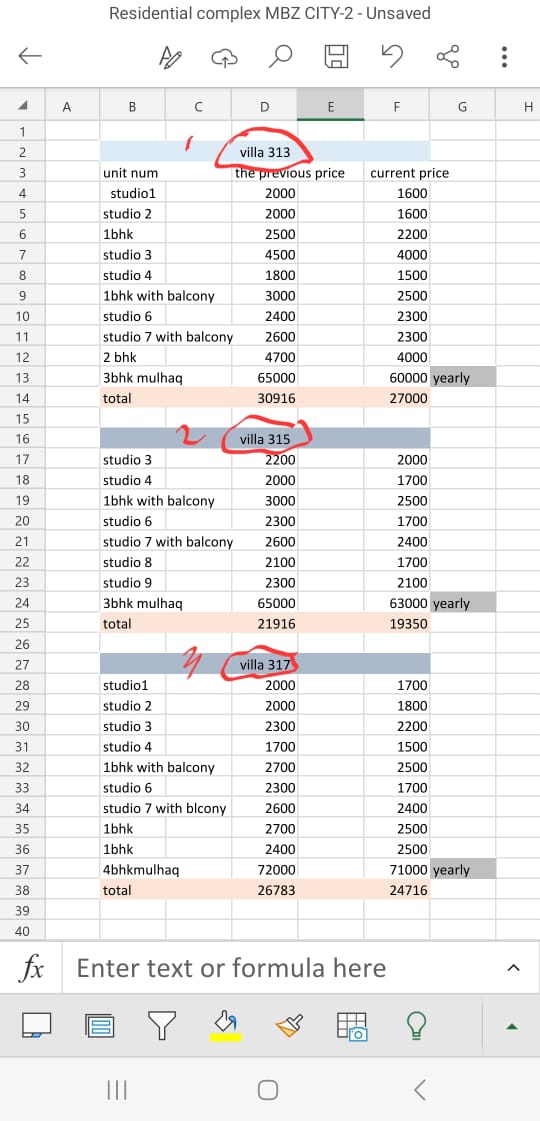 Residential complex MBZ CITY-2 - Unsaved
A B C D E F G H
1
1
2 villa 313
3 unit num the previous price current price
4 studio1 2000 1600
5 studio 2 2000 1600
6 1bhk 2500 2200
7 studio 3 4500 4000
8 studio 4 1800 1500
9 1bhk with balcony 3000 2500
10 studio 6 2400 2300
11 studio 7 with balcony 2600 2300
12 2 bhk 4700 4000
13 3bhk mulhaq 65000 60000 yearly
14 total 30916 27000
15
2
16 villa 315
17 studio 3 2200 2000
18 studio 4 2000 1700
19 1bhk with balcony 3000 2500
20 studio 6 2300 1700
21 studio 7 with balcony 2600 2400
22 studio 8 2100 1700
23 studio 9 2300 2100
24 3bhk mulhaq 65000 63000 yearly
25 total 21916 19350
26
3
27 villa 317
28 studio1 2000 1700
29 studio 2 2000 1800
30 studio 3 2300 2200
31 studio 4 1700 1500
32 1bhk with balcony 2700 2500
33 studio 6 2300 1700
34 studio 7 with blcony 2600 2400
35 1bhk 2700 2500
36 1bhk 2400 2500
37 4bhkmulhaq 72000 71000 yearly
38 total 26783 24716
39
40
fx Enter text or formula here